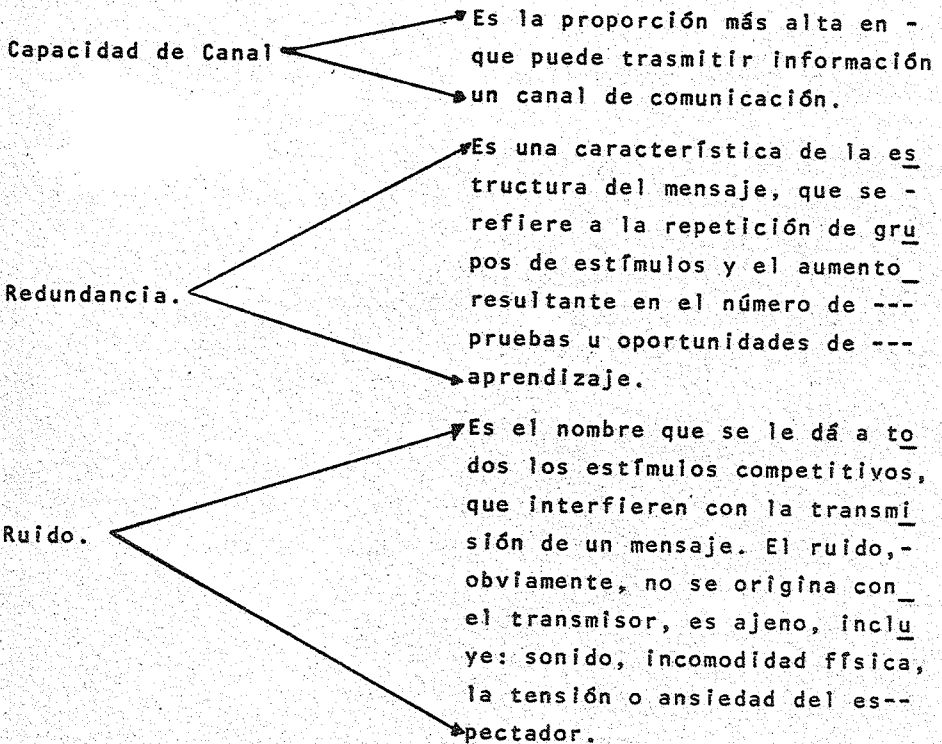 Es la proporción más alta en -
Capacidad de Canal
que puede trasmitir información
un canal de comunicación.
Es una característica de la es
tructura del mensaje, que se -
refiere a la repetición de gru
pos de estímulos y el aumento_
Redundancia.
resultante en el número de ---
pruebas u oportunidades de ---
aprendizaje.
Es el nombre que se le dá a to
dos los estímulos competitivos,
que interfieren con la transmi
Ruido.
sión de un mensaje. El ruido,-
obviamente, no se origina con_
el transmisor, es ajeno, inclu
ye: sonido, incomodidad física,
la tensión o ansiedad del es--
pectador.